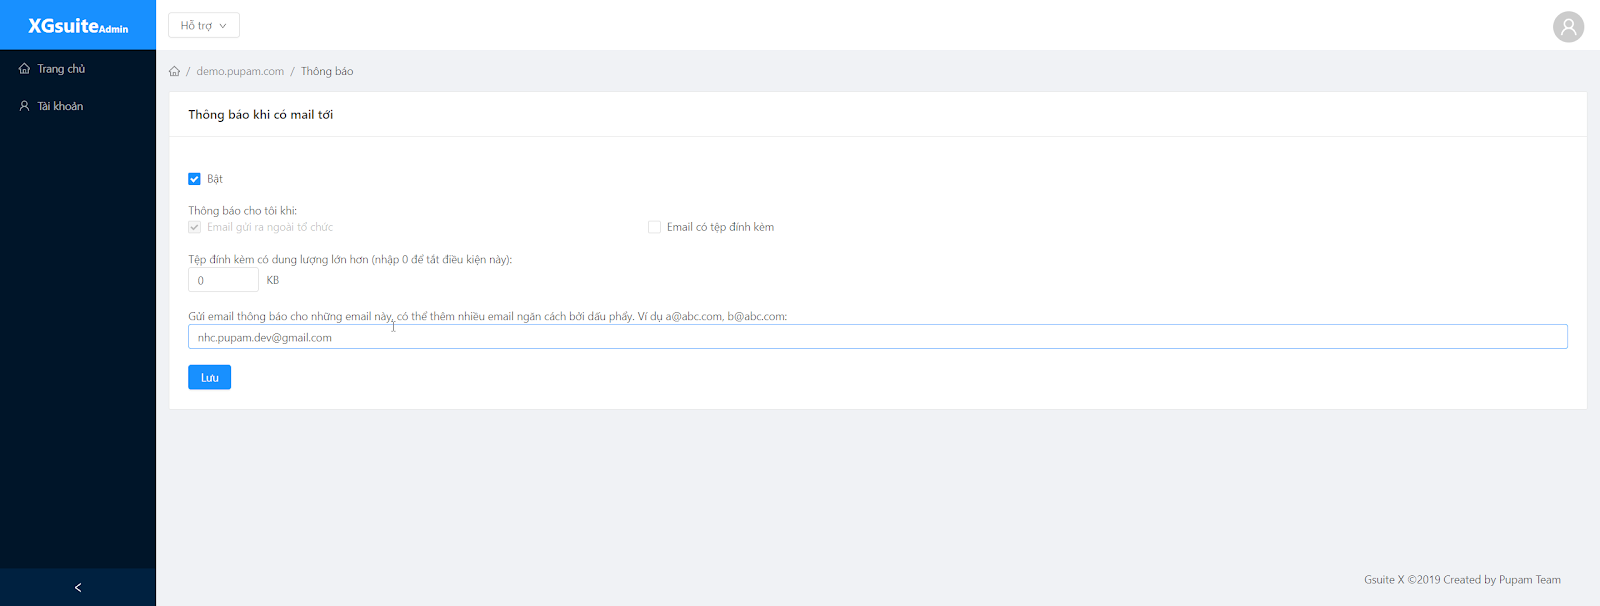 XGsuiteAdmin
Hỗ trợ
Trang chủ
Tài khoản
/ demo.pupam.com / Thông báo
Thông báo khi có mail tới
Bật
Thông báo cho tôi khi:
Email gửi ra ngoài tổ chức
Email có tệp đính kèm
Tệp đính kèm có dung lượng lớn hơn (nhập 0 để tắt điều kiện này):
0 KB
Gửi email thông báo cho những email này, có thể thêm nhiều email ngăn cách bởi dấu phẩy. Ví dụ a@abc.com, b@abc.com:
nhc.pupam.dev@gmail.com
Lưu
Gsuite X ©2019 Created by Pupam Team